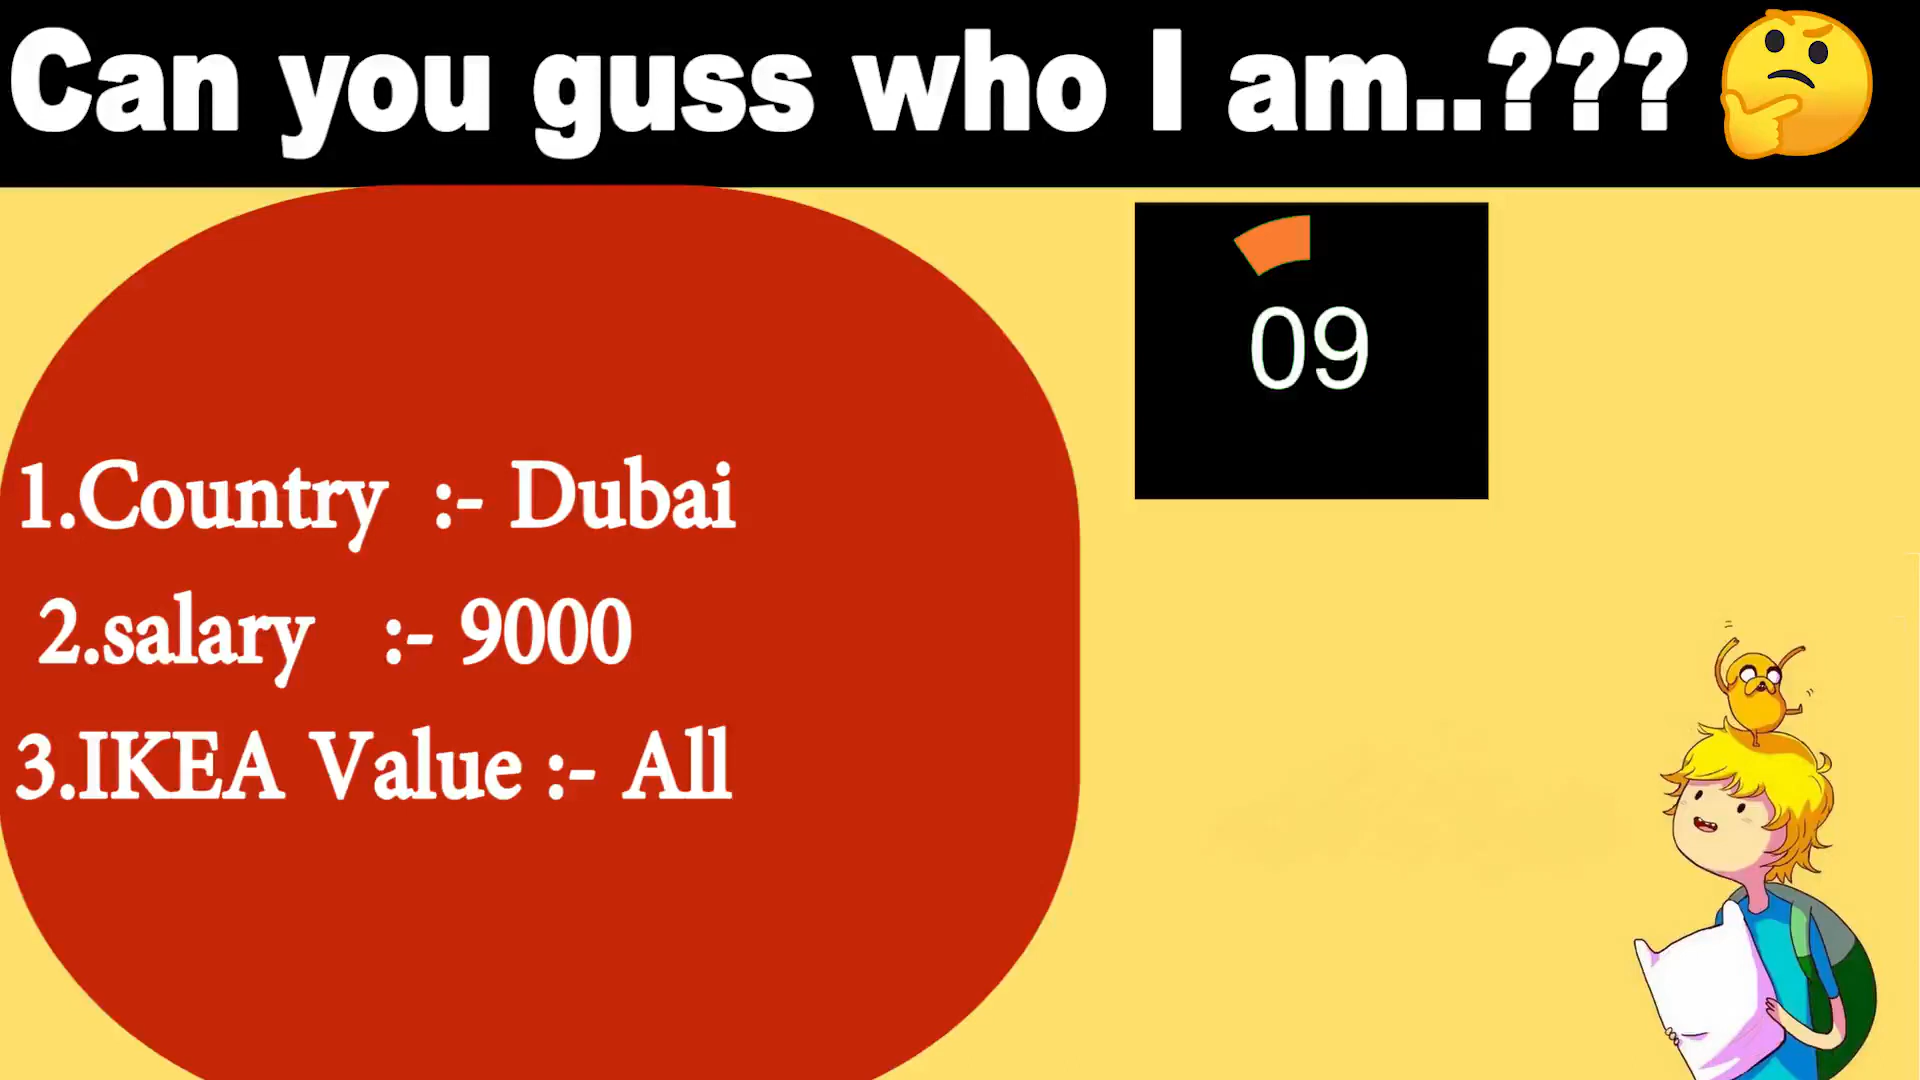 Can you guss who I am..???🤔
09
1.Country :- Dubai
2.salary :- 9000
3.IKEA Value :- All